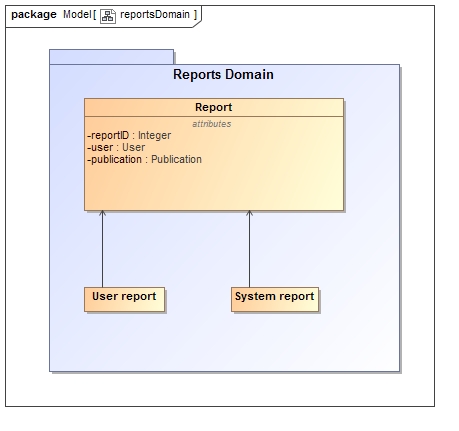 package Model[ reportsDomain ]
Reports Domain
Report
attributes
-reportID : Integer
-user : User
-publication : Publication
User report
System report